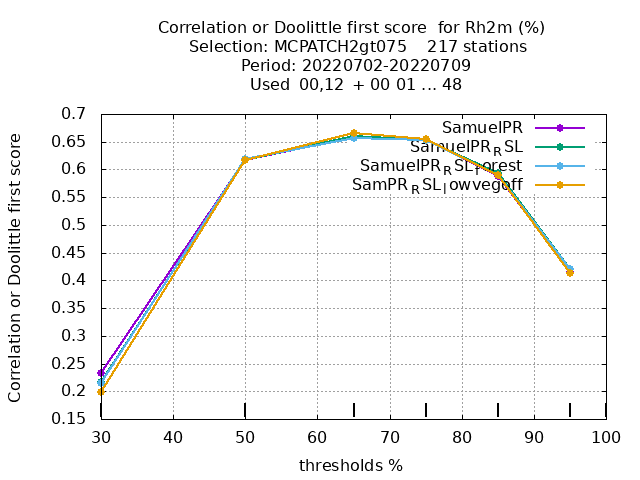 Correlation or Doolittle first score  for Rh2m (%)
Selection: MCPATCH2gt075    217 stations
Period: 20220702-20220709
Used  00,12  + 00 01 ... 48
Correlation or Doolittle first score
0.7
0.65
0.6
0.55
0.5
0.45
0.4
0.35
0.3
0.25
0.2
0.15
SamuelPR
SamuelPRRSL
SamuelPRRSLforest
SamPRRSLlowvegoff
30 40 50 60 70 80 90 100
thresholds %